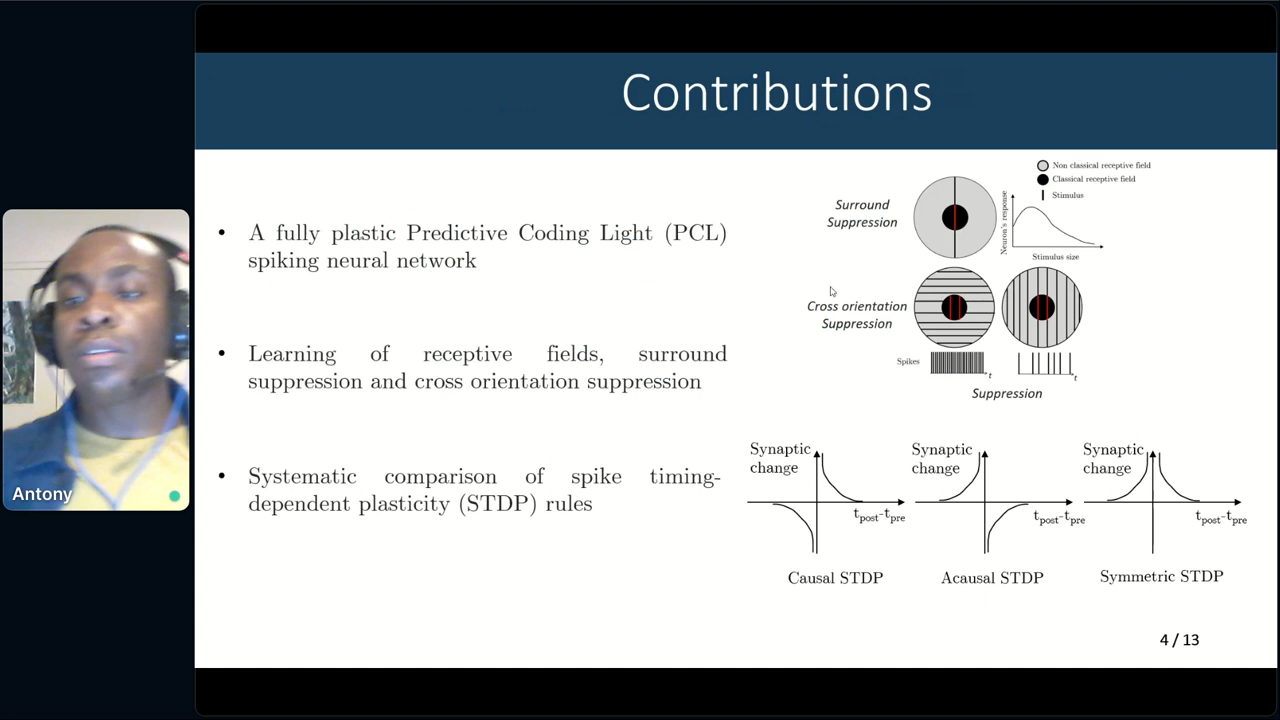 Contributions
• A fully plastic Predictive Coding Light (PCL)
spiking neural network
• Learning of receptive fields, surround
suppression and cross orientation suppression
• Systematic comparison of spike timing-
dependent plasticity (STDP) rules
Non classical receptive field
Classical receptive field
Stimulus
Surround
Suppression
Neuron's response
Stimulus size
Cross orientation
Suppression
Spikes
t
t
Suppression
Synaptic
change
tpost-tpre
Causal STDP
Synaptic
change
tpost-tpre
Acausal STDP
Synaptic
change
tpost-tpre
Symmetric STDP
4 / 13
Antony